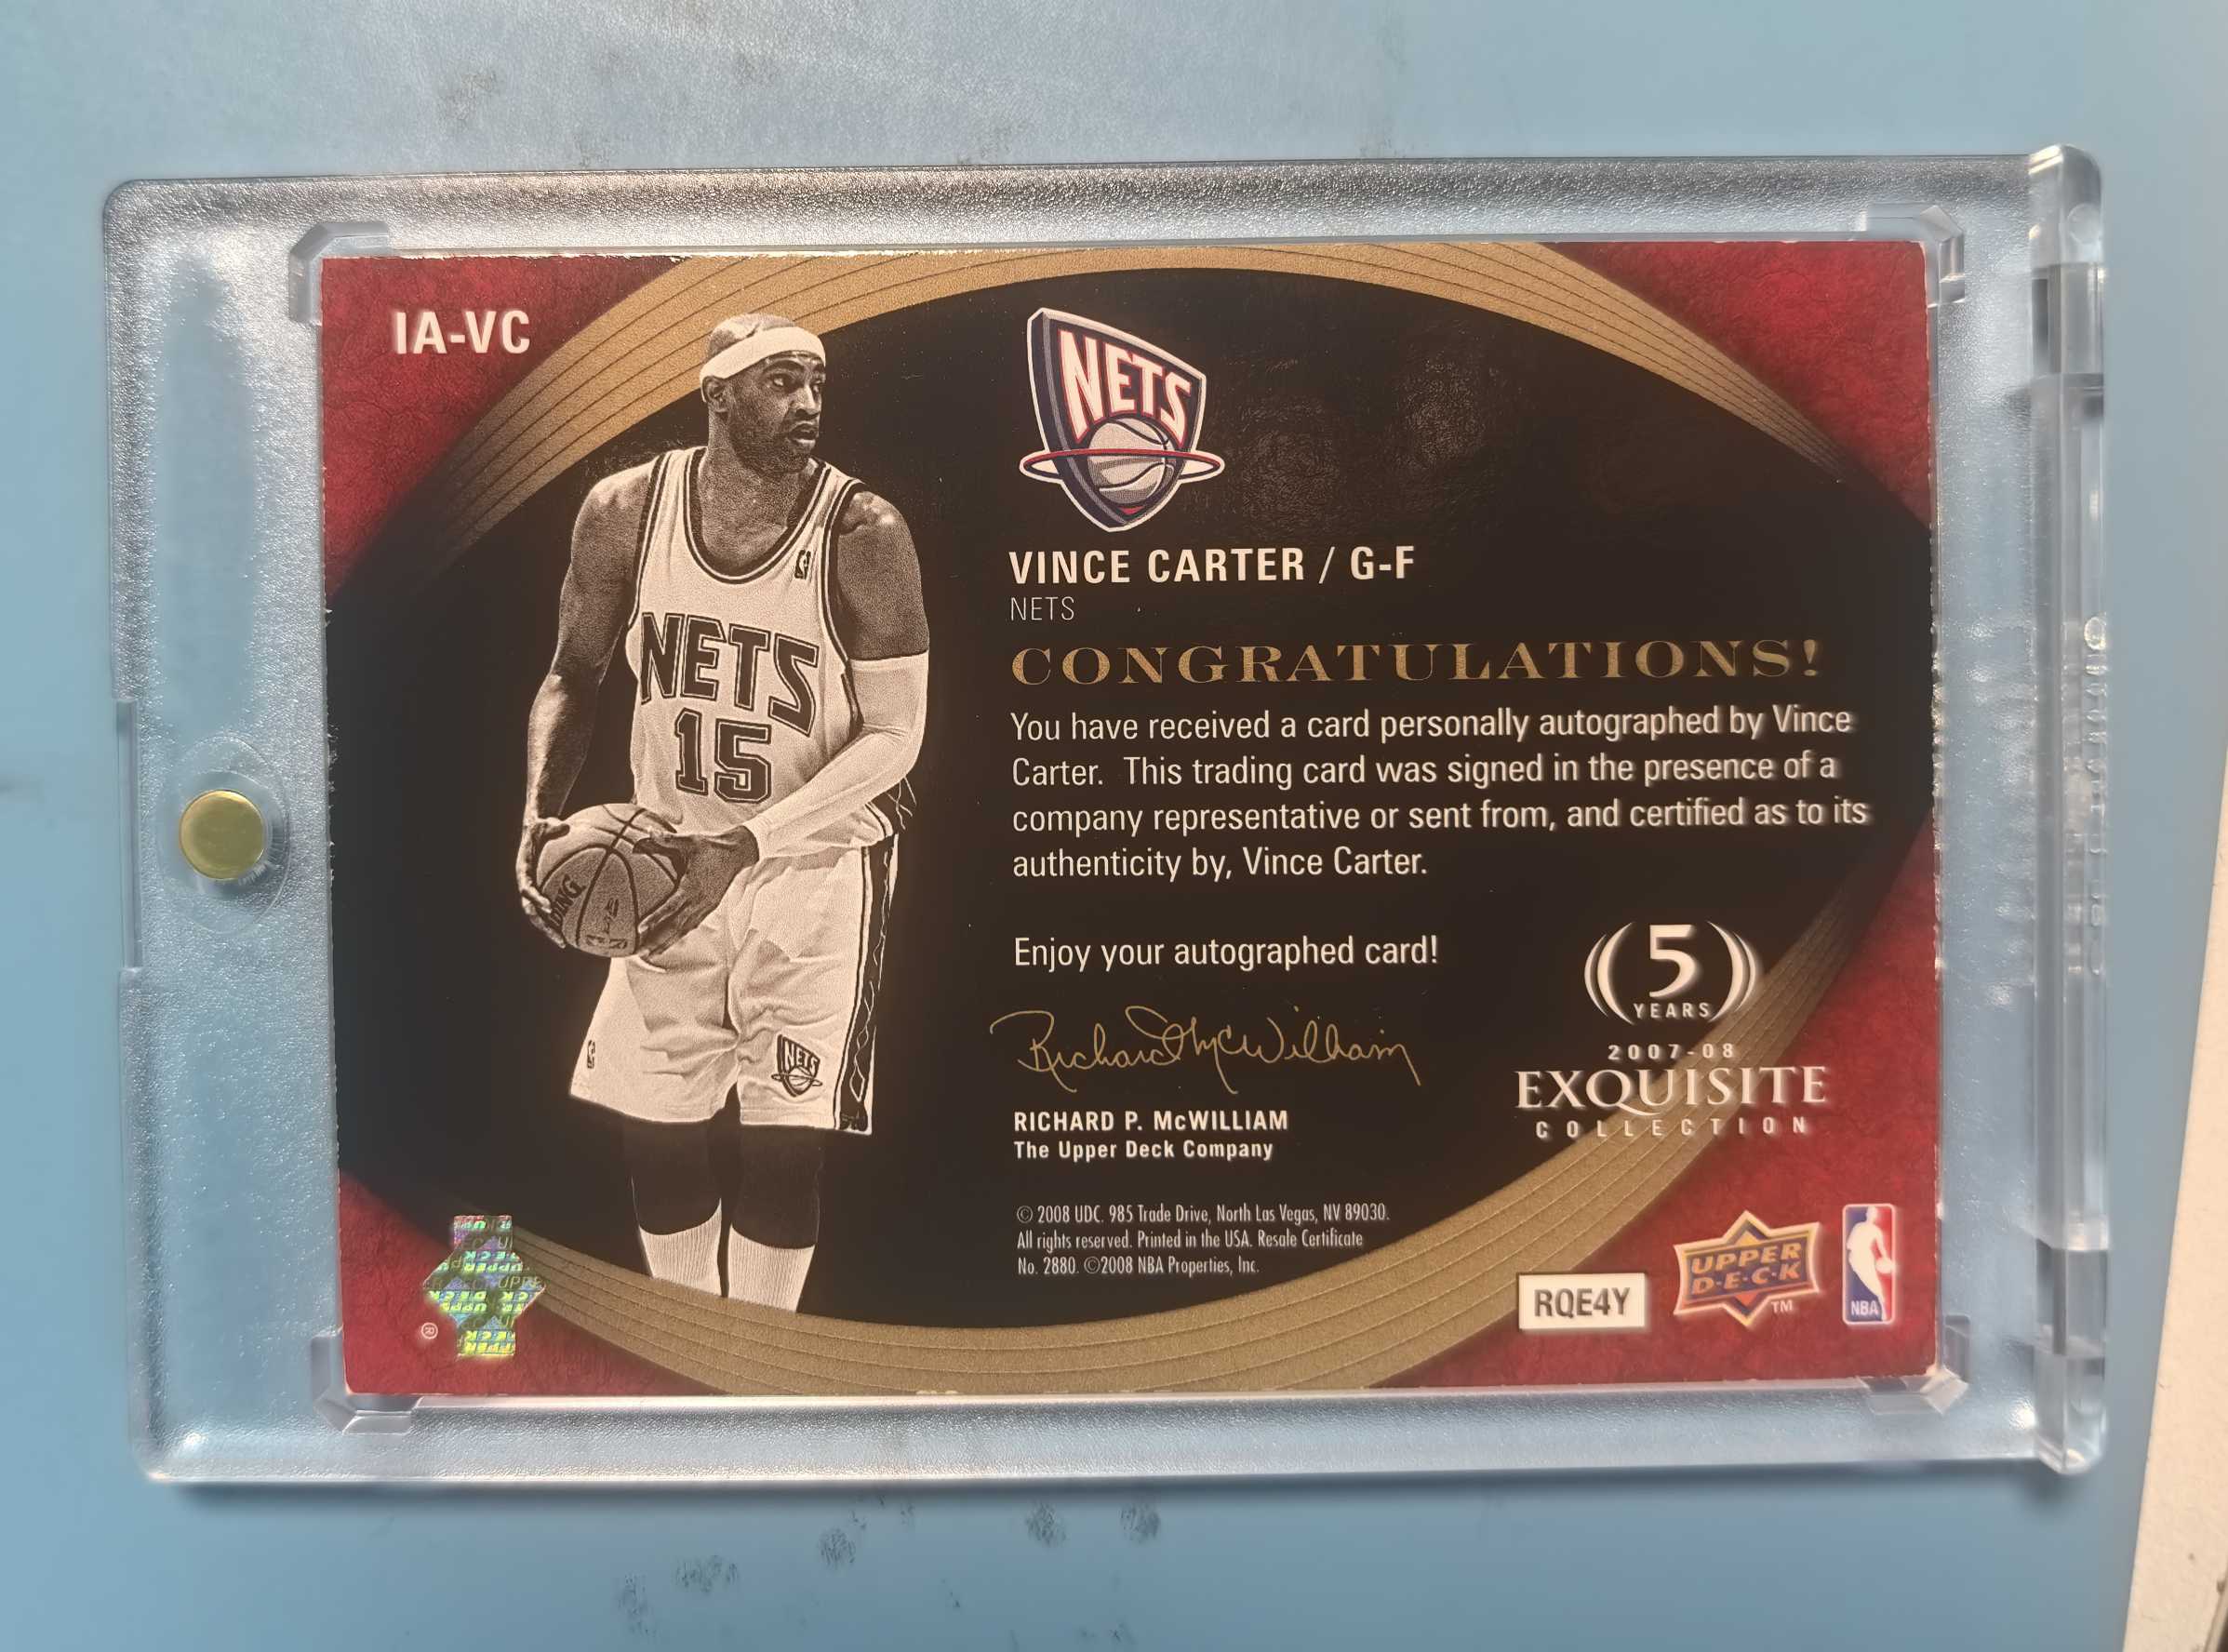 IA-VC
NETS
VINCE CARTER / G-F
NETS
CONGRATULATIONS!
You have received a card personally autographed by Vince
Carter. This trading card was signed in the presence of a
company representative or sent from, and certified as to its
authenticity by, Vince Carter.
Enjoy your autographed card!
Richard McWilliam
RICHARD P. McWILLIAM
The Upper Deck Company
5
YEARS
2007-08
EXQUISITE
COLLECTION
© 2008 UDC. 985 Trade Drive, North Las Vegas, NV 89030.
All rights reserved. Printed in the USA. Resale Certificate
No. 2880. ©2008 NBA Properties, Inc.
NETS
15
NETS
RQE4Y
UPPER
D·E·C·K
TM
NBA
®